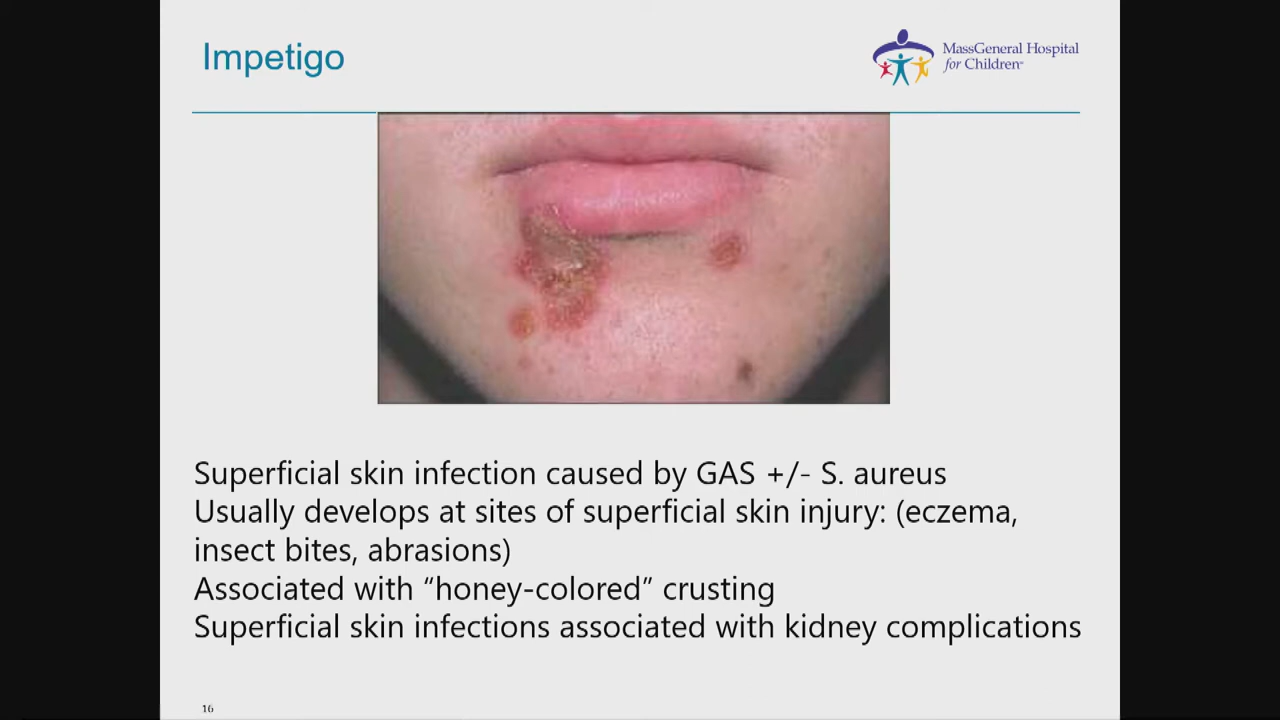 Impetigo
MassGeneral Hospital
for Children
Superficial skin infection caused by GAS +/- S. aureus
Usually develops at sites of superficial skin injury: (eczema,
insect bites, abrasions)
Associated with “honey-colored” crusting
Superficial skin infections associated with kidney complications
16